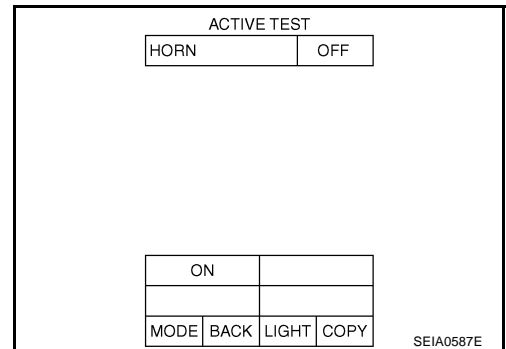 ACTIVE TEST
HORN OFF
ON
MODE BACK LIGHT COPY
SEIA0587E